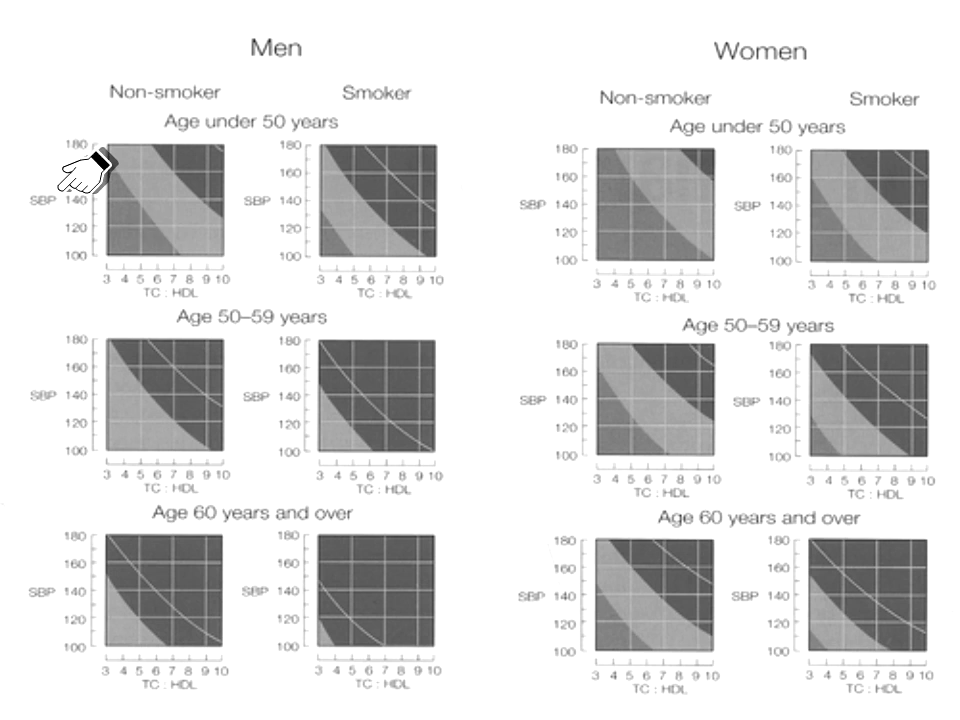 Men
Women
Non-smoker Smoker
Non-smoker Smoker
Age under 50 years
180
SBP 140
120
100
3 4 5 6 7 8 9 10
TC : HDL
180
160
SBP 140
120
100
3 4 5 6 7 8 9 10
TC : HDL
Age under 50 years
180
160
SBP 140
120
100
3 4 5 6 7 8 9 10
TC : HDL
180
160
SBP 140
120
100
3 4 5 6 7 8 9 10
TC : HDL
Age 50–59 years
180
160
SBP 140
120
100
3 4 5 6 7 8 9 10
TC : HDL
180
160
SBP 140
120
100
3 4 5 6 7 8 9 10
TC : HDL
Age 50–59 years
180
160
SBP 140
120
100
3 4 5 6 7 8 9 10
TC : HDL
180
160
SBP 140
120
100
3 4 5 6 7 8 9 10
TC : HDL
Age 60 years and over
180
160
SBP 140
120
100
3 4 5 6 7 8 9 10
TC : HDL
180
160
SBP 140
120
100
3 4 5 6 7 8 9 10
TC : HDL
Age 60 years and over
180
160
SBP 140
120
100
3 4 5 6 7 8 9 10
TC : HDL
180
160
SBP 140
120
100
3 4 5 6 7 8 9 10
TC : HDL